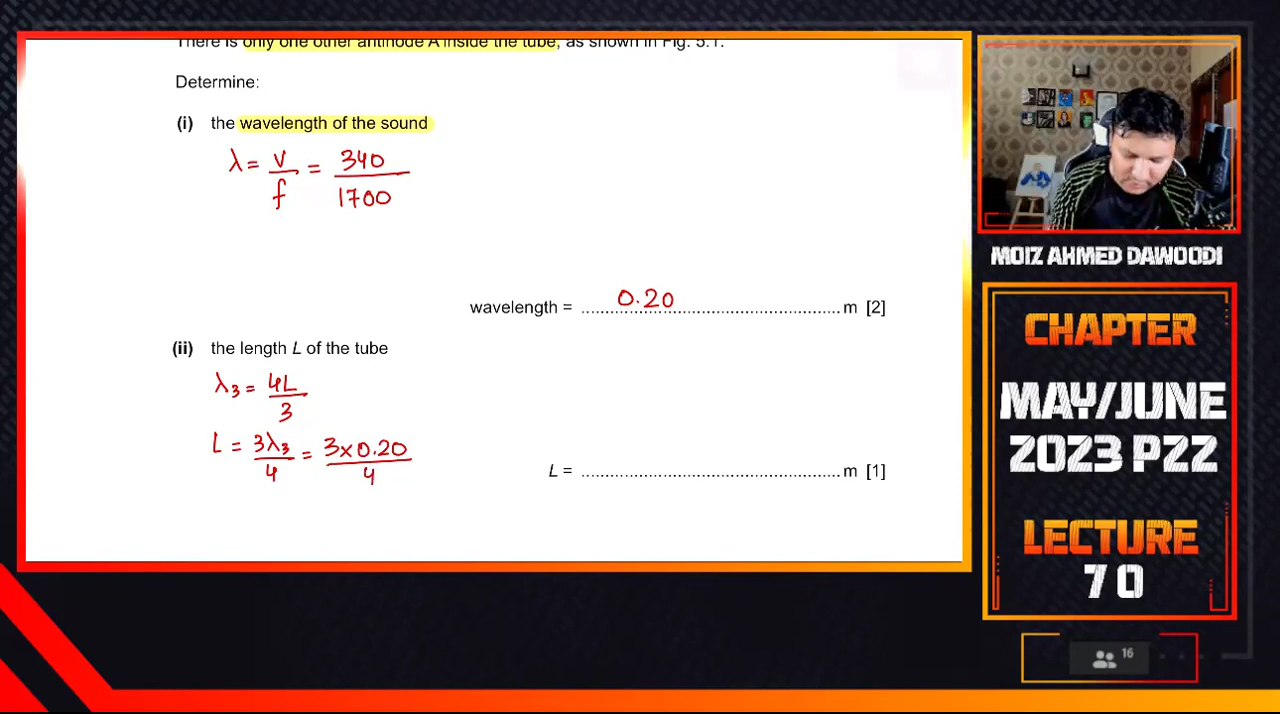 There is only one other antinode A inside the tube, as shown in Fig. 5.1.
Determine:
(i) the wavelength of the sound
λ = v/f = 340/1700
wavelength = 0.20 m [2]
(ii) the length L of the tube
λ₃ = 4L/3
L = 3λ₃/4 = 3×0.20/4
L = m [1]
MOIZ AHMED DAWOODI
CHAPTER
MAY/JUNE
2023 P22
LECTURE
70
16